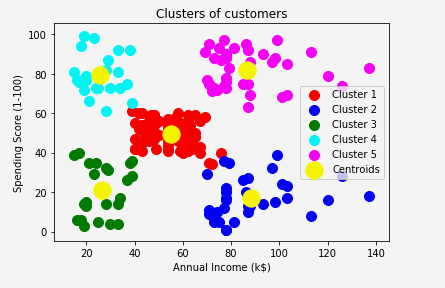 Clusters of customers
Spending Score (1-100)
100
80
60
40
20
0
Cluster 1
Cluster 2
Cluster 3
Cluster 4
Cluster 5
Centroids
20
40
60
80
100
120
140
Annual Income (k$)